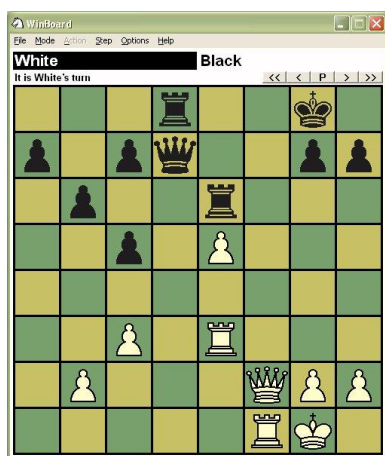 WinBoard
File Mode Action Step Options Help
White Black
It is White's turn << < P > >>